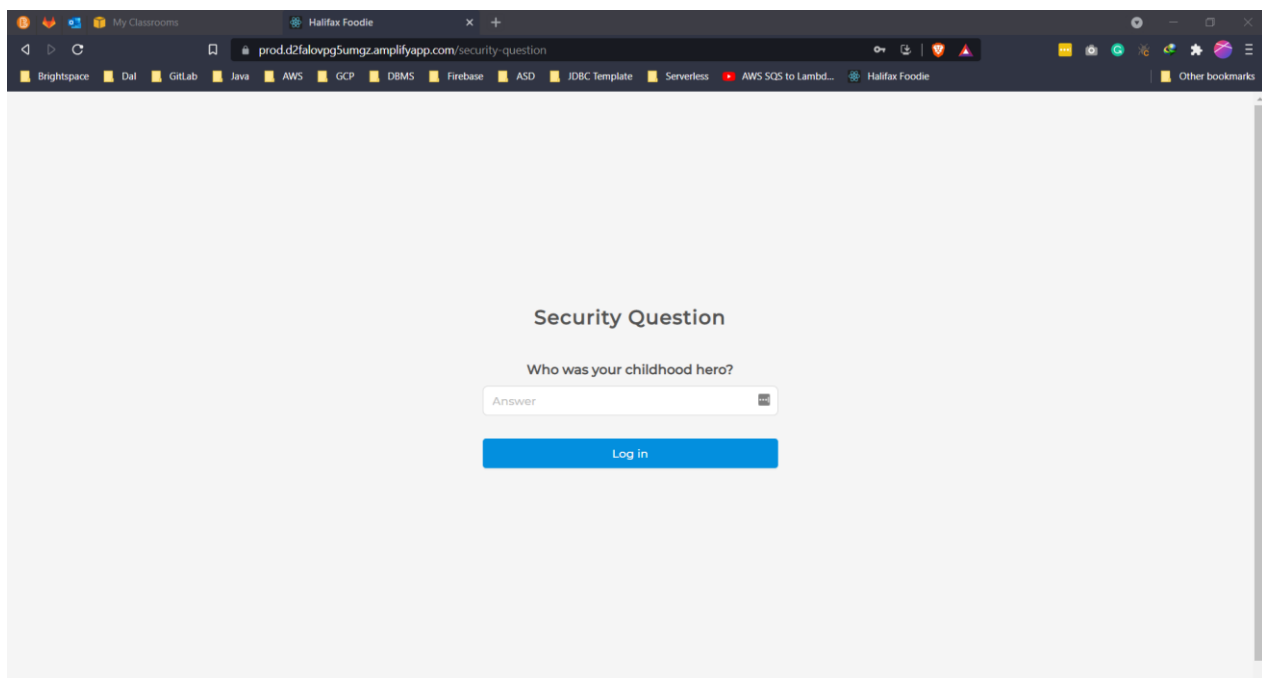 My Classrooms
Halifax Foodie
prod.d2falovpg5umgz.amplifyapp.com/security-question
Brightspace Dal GitLab Java AWS GCP DBMS Firebase ASD JDBC Template Serverless AWS SQS to Lambd... Halifax Foodie Other bookmarks
Security Question
Who was your childhood hero?
Answer
Log in